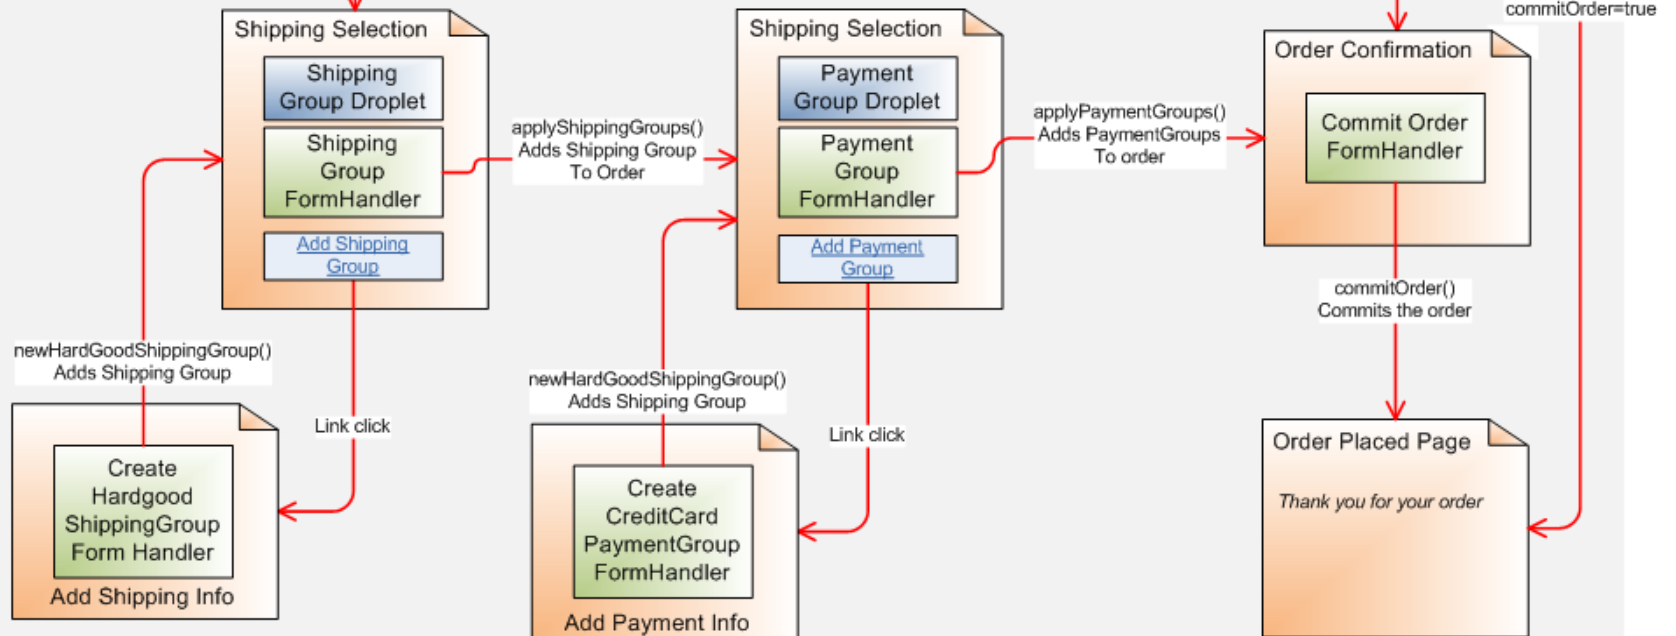 commitOrder=true
Shipping Selection
Shipping
Group Droplet
Shipping
Group
FormHandler
Add Shipping
Group
applyShippingGroups()
Adds Shipping Group
To Order
Shipping Selection
Payment
Group Droplet
Payment
Group
FormHandler
Add Payment
Group
applyPaymentGroups()
Adds PaymentGroups
To order
Order Confirmation
Commit Order
FormHandler
commitOrder()
Commits the order
newHardGoodShippingGroup()
Adds Shipping Group
Link click
newHardGoodShippingGroup()
Adds Shipping Group
Link click
Create
Hardgood
ShippingGroup
Form Handler
Add Shipping Info
Create
CreditCard
PaymentGroup
FormHandler
Add Payment Info
Order Placed Page
Thank you for your order